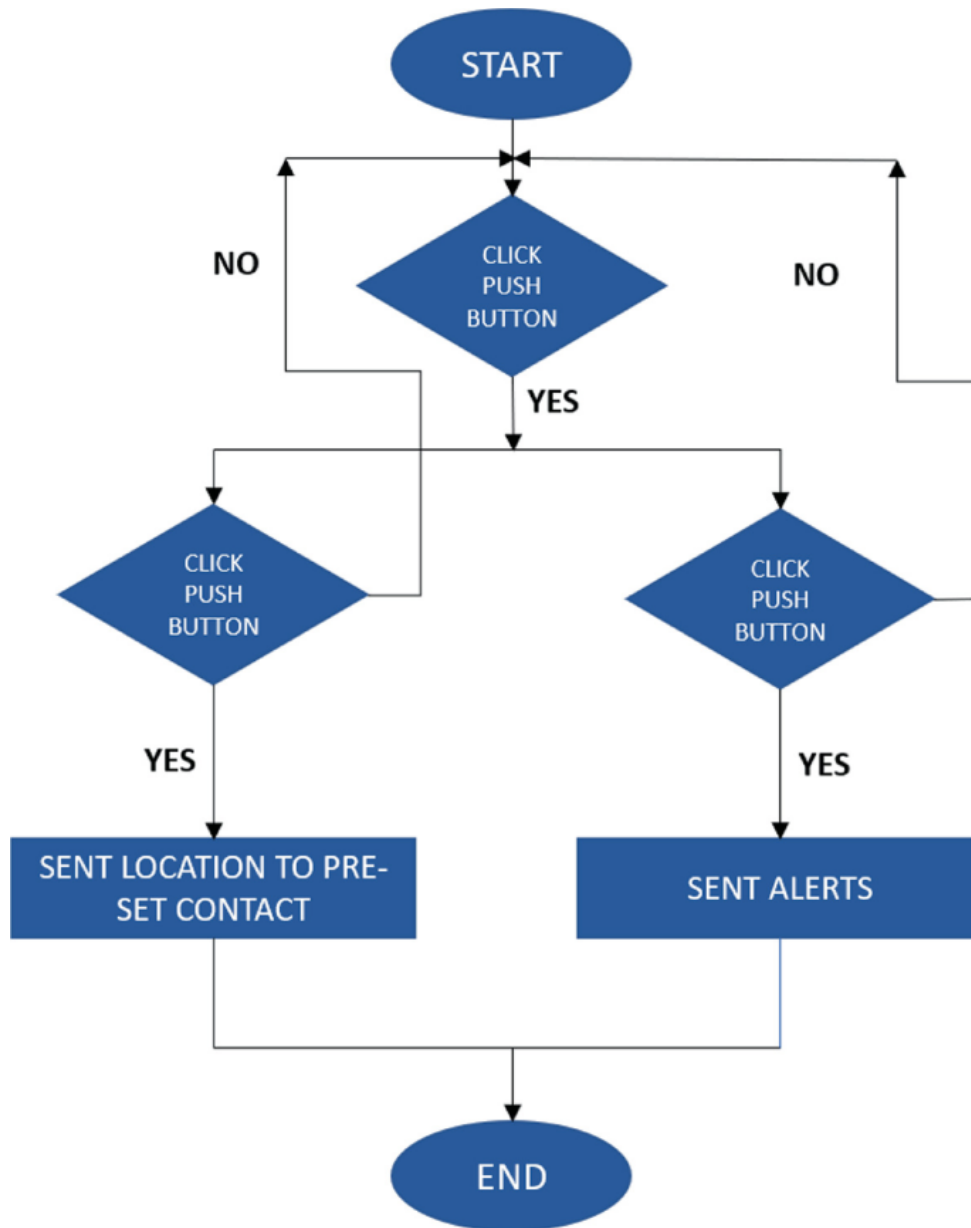 START
NO
CLICK
PUSH
BUTTON
NO
YES
CLICK
PUSH
BUTTON
CLICK
PUSH
BUTTON
YES
YES
SENT LOCATION TO PRE-
SET CONTACT
SENT ALERTS
END